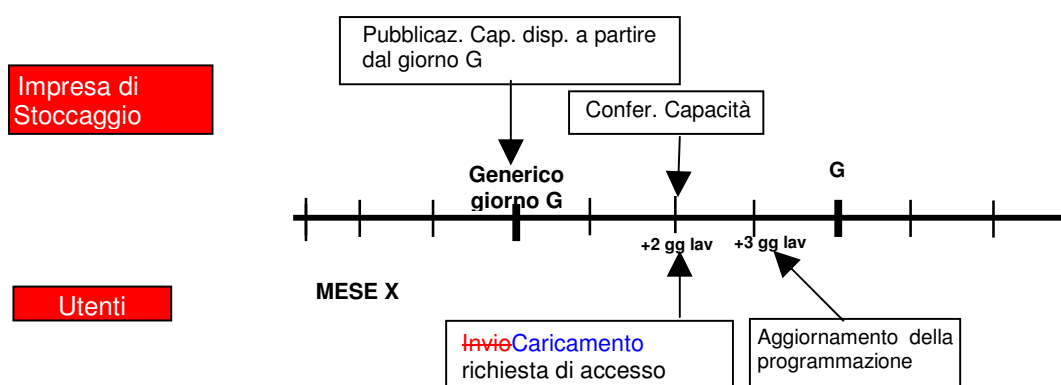 Pubblicaz. Cap. disp. a partire
dal giorno G
Impresa di
Stoccaggio
Confer. Capacità
Generico
giorno G
G
+2 gg lav
+3 gg lav
MESE X
Utenti
InvioCaricamento
richiesta di accesso
Aggiornamento della
programmazione